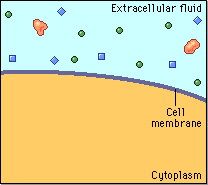 Extracellular fluid
Cell
membrane
Cytoplasm